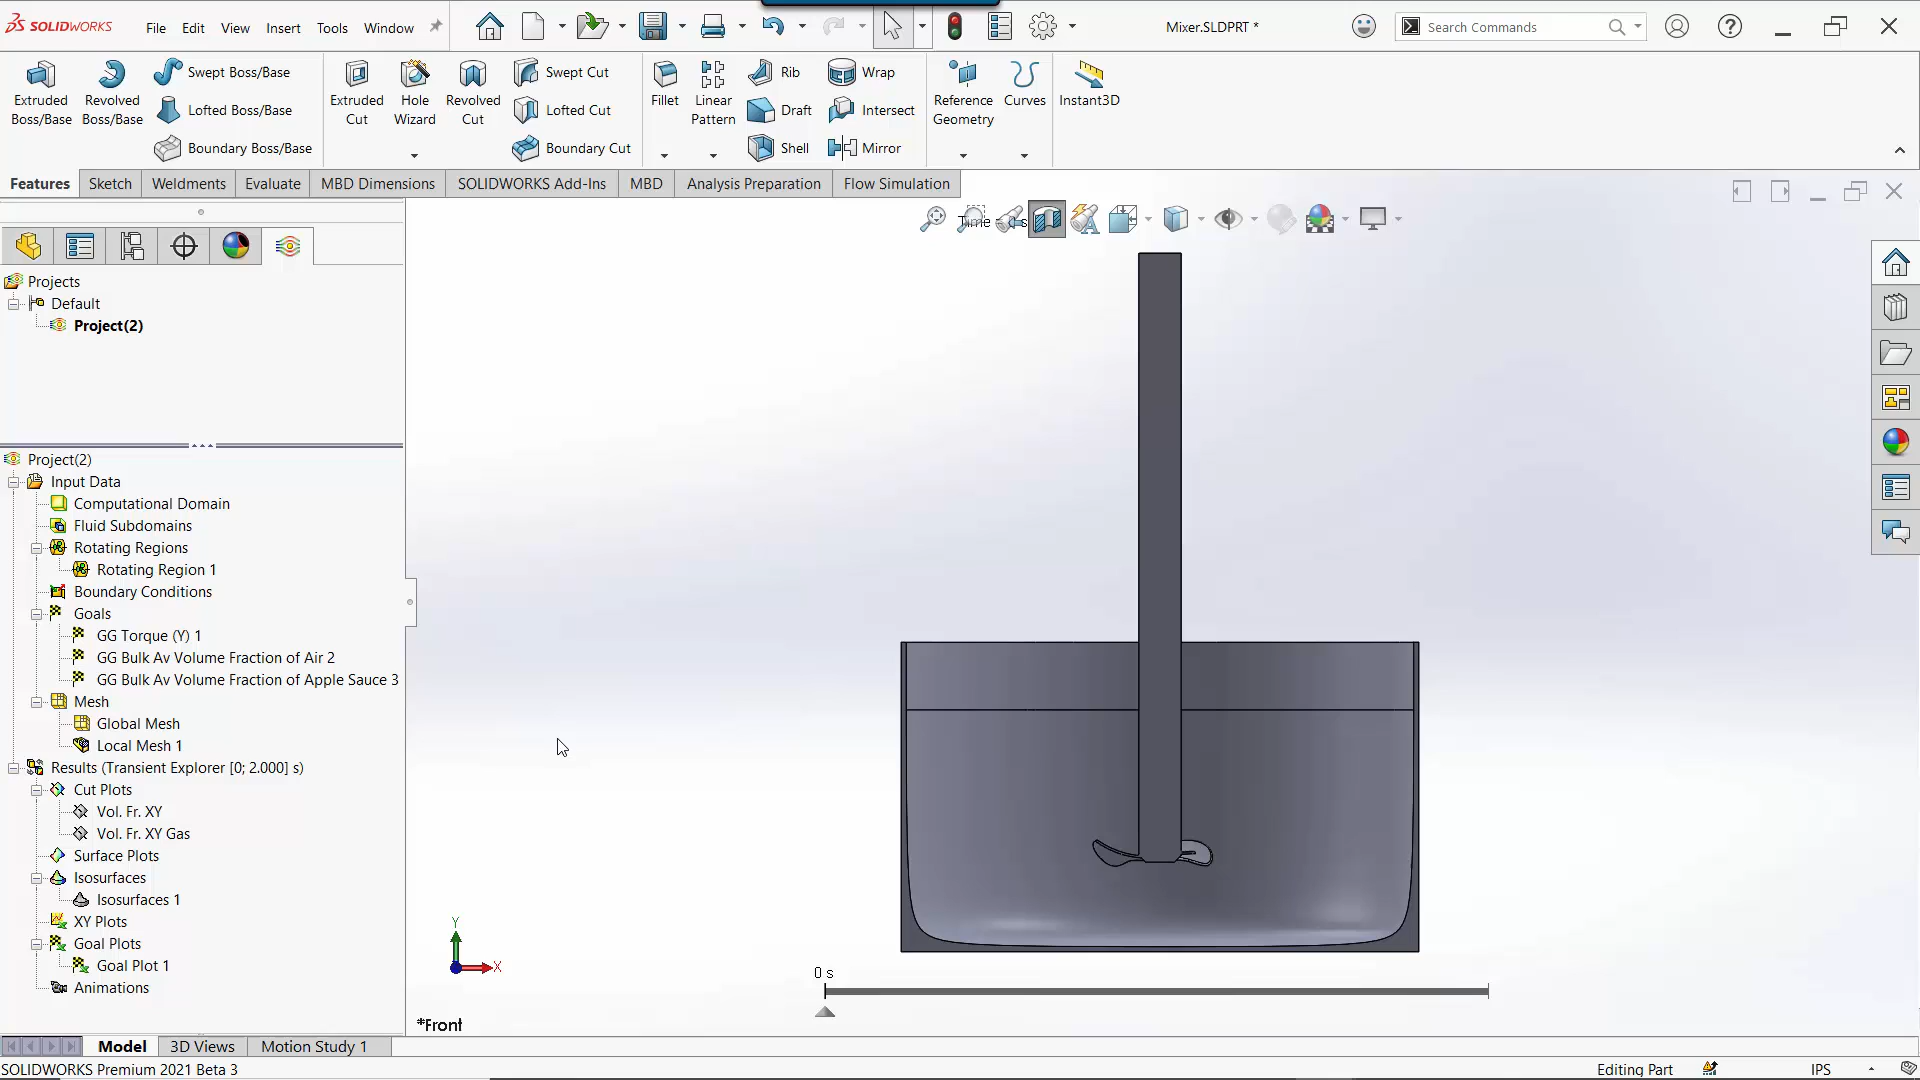 SOLIDWORKS
File Edit View Insert Tools Window
Mixer.SLDPRT *
Search Commands
Extruded Boss/Base
Revolved Boss/Base
Swept Boss/Base
Lofted Boss/Base
Boundary Boss/Base
Extruded Cut
Hole Wizard
Revolved Cut
Swept Cut
Lofted Cut
Boundary Cut
Fillet
Linear Pattern
Rib
Draft
Shell
Wrap
Intersect
Mirror
Reference Geometry
Curves
Instant3D
Features Sketch Weldments Evaluate MBD Dimensions SOLIDWORKS Add-Ins MBD Analysis Preparation Flow Simulation
Projects
Default
Project(2)
Project(2)
Input Data
Computational Domain
Fluid Subdomains
Rotating Regions
Rotating Region 1
Boundary Conditions
Goals
GG Torque (Y) 1
GG Bulk Av Volume Fraction of Air 2
GG Bulk Av Volume Fraction of Apple Sauce 3
Mesh
Global Mesh
Local Mesh 1
Results (Transient Explorer [0; 2.000] s)
Cut Plots
Vol. Fr. XY
Vol. Fr. XY Gas
Surface Plots
Isosurfaces
Isosurfaces 1
XY Plots
Goal Plots
Goal Plot 1
Animations
Time
Y
X
0 s
*Front
Model 3D Views Motion Study 1
SOLIDWORKS Premium 2021 Beta 3
Editing Part
IPS